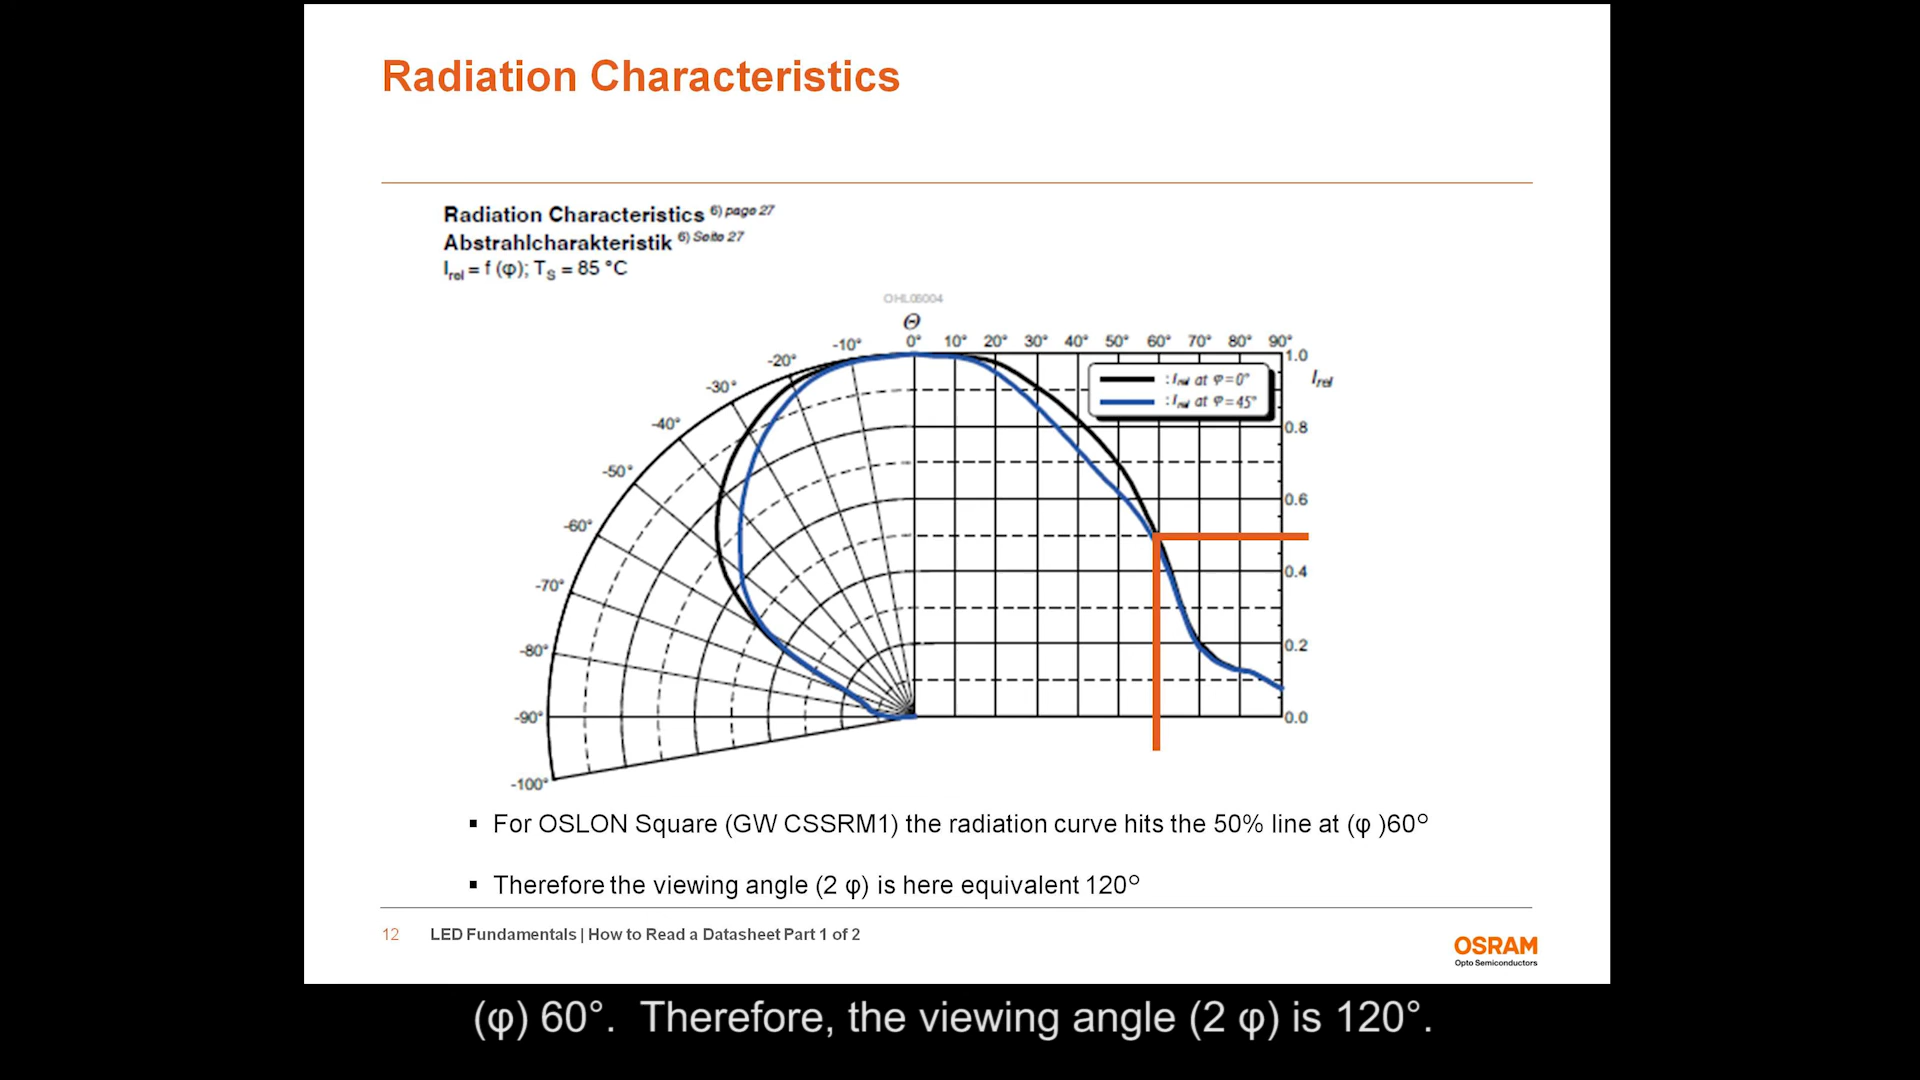 Radiation Characteristics
Radiation Characteristics 6) page 27
Abstrahlcharakteristik 6) Seite 27
Irel = f (φ); TS = 85 °C
OHL06004
Θ
-100° -90° -80° -70° -60° -50° -40° -30° -20° -10° 0° 10° 20° 30° 40° 50° 60° 70° 80° 90°
1.0
Irel
: Irel at φ=0°
: Irel at φ=45°
0.8
0.6
0.4
0.2
0.0
▪ For OSLON Square (GW CSSRM1) the radiation curve hits the 50% line at (φ )60°
▪ Therefore the viewing angle (2 φ) is here equivalent 120°
12 LED Fundamentals | How to Read a Datasheet Part 1 of 2
OSRAM
Opto Semiconductors
(φ) 60°. Therefore, the viewing angle (2 φ) is 120°.